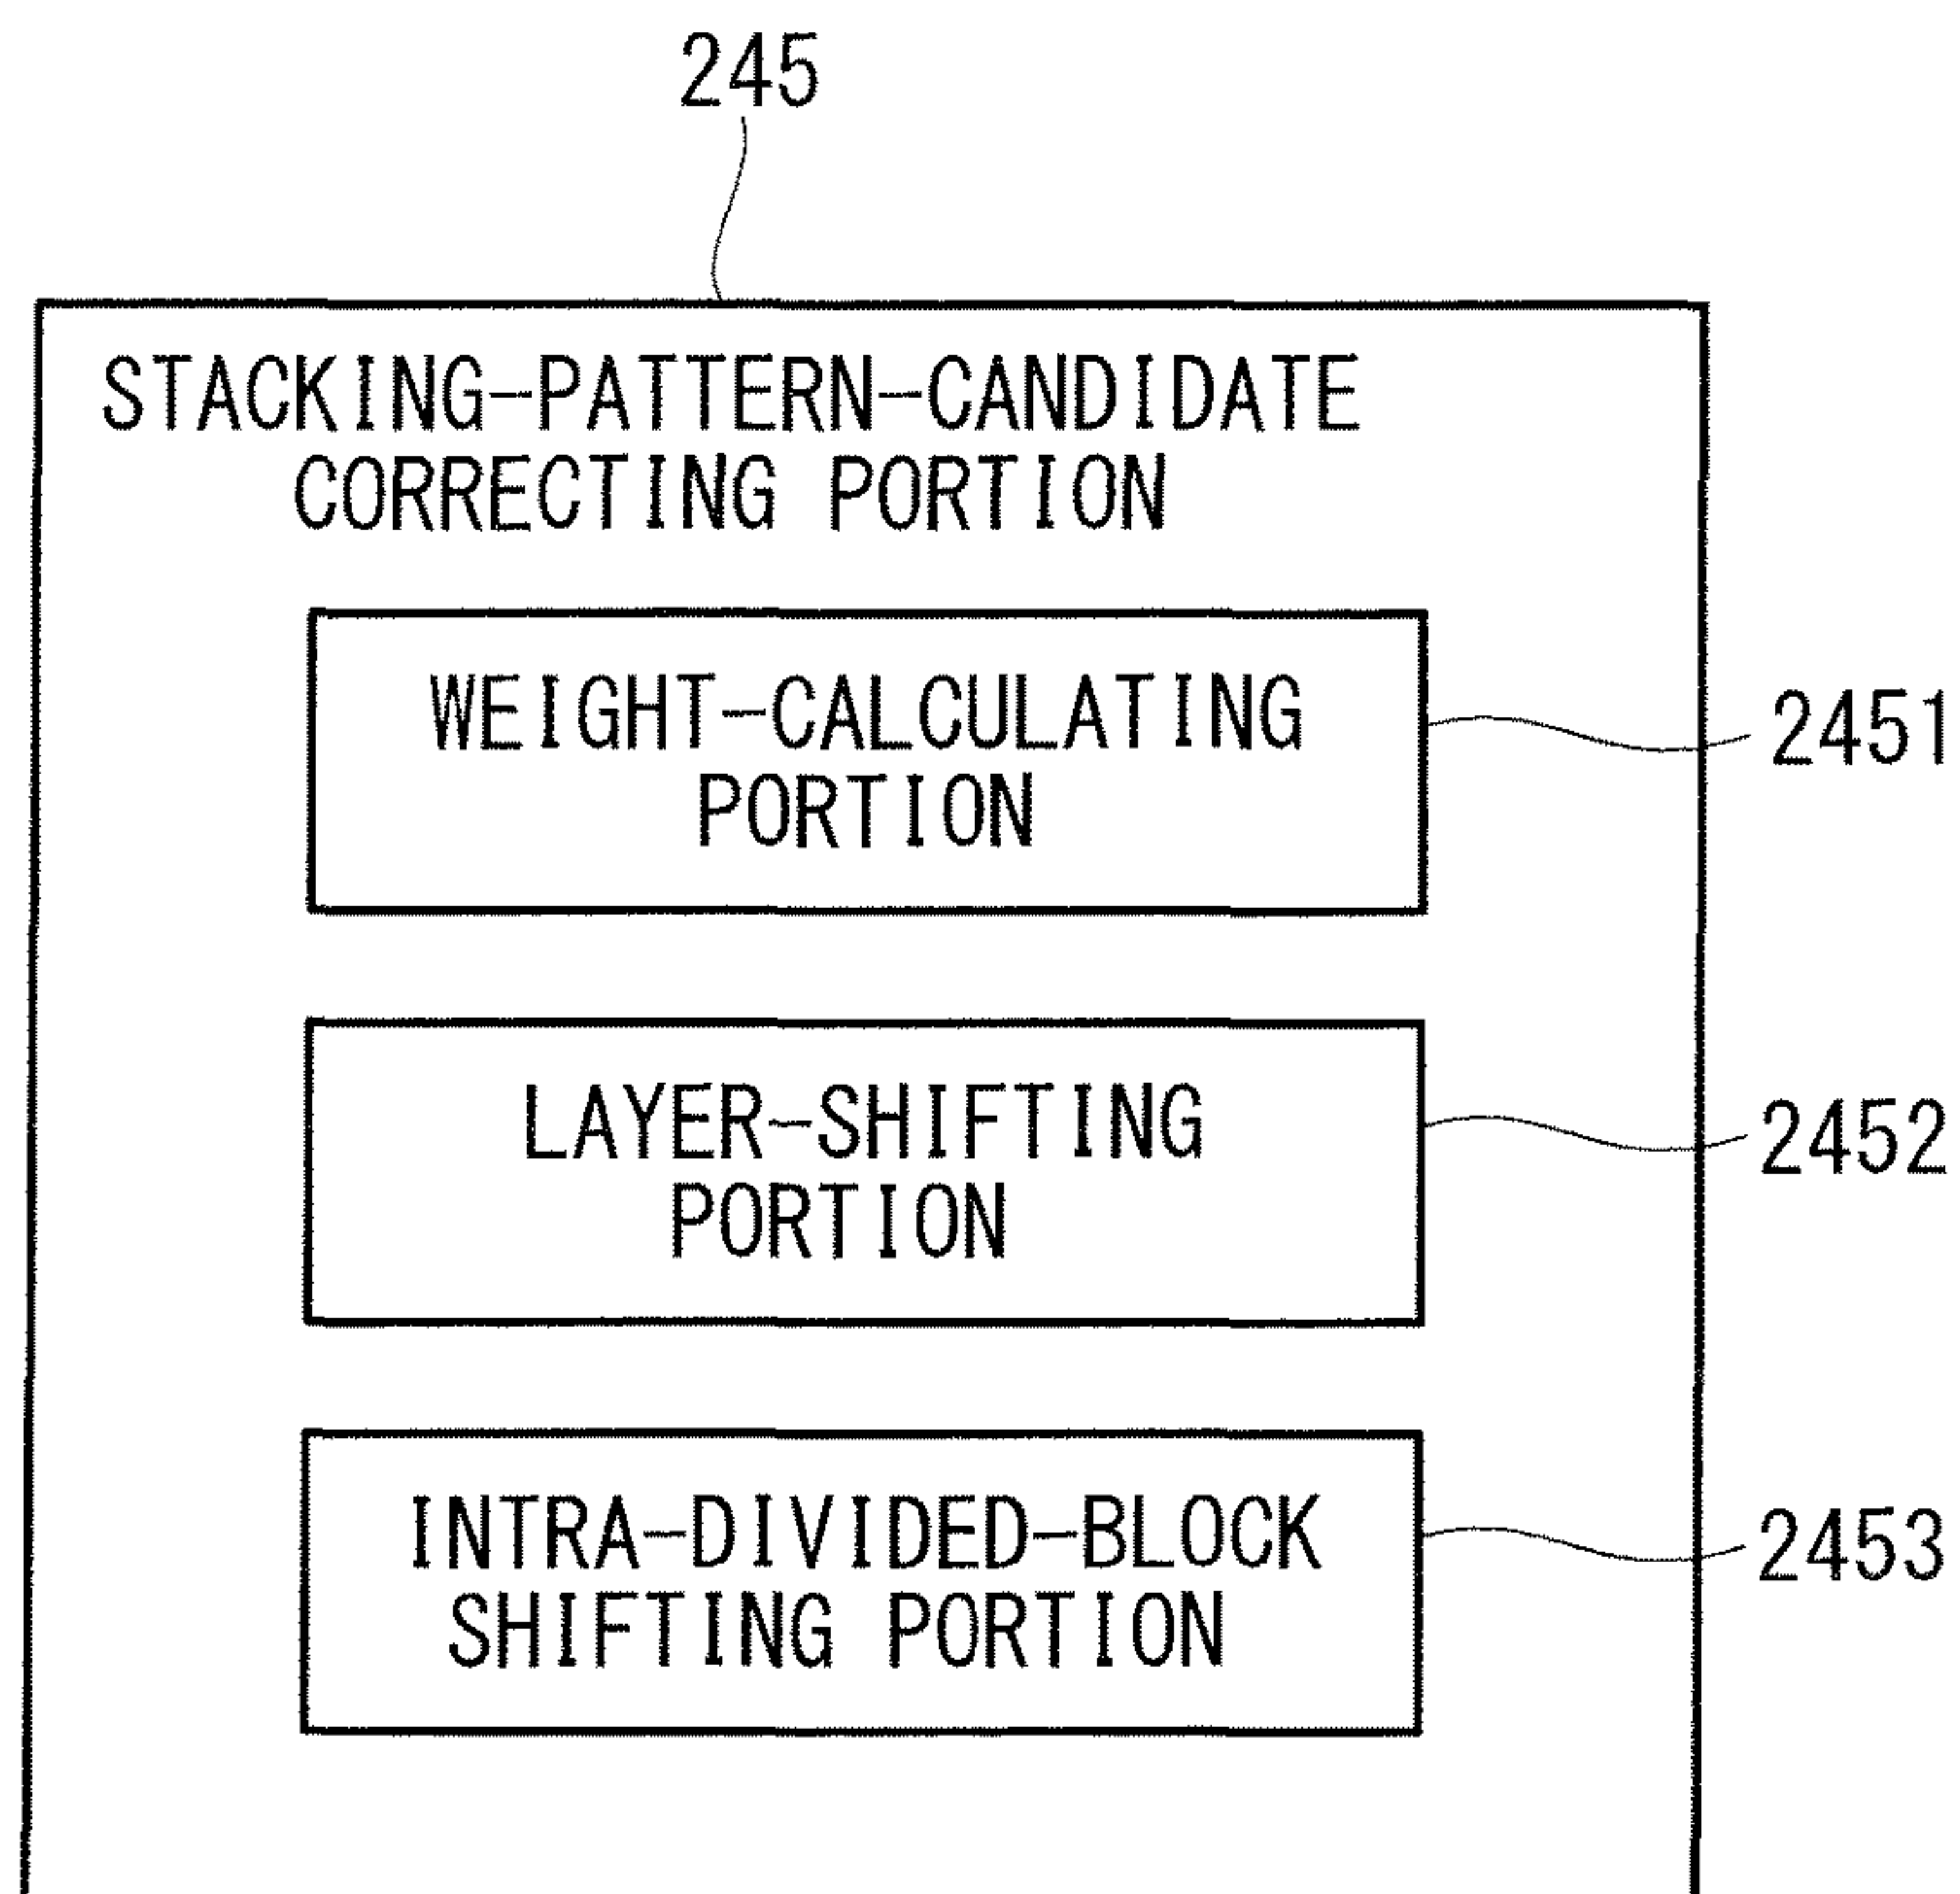 245
STACKING-PATTERN-CANDIDATE
CORRECTING PORTION
WEIGHT-CALCULATING
PORTION
2451
LAYER-SHIFTING
PORTION
2452
INTRA-DIVIDED-BLOCK
SHIFTING PORTION
2453